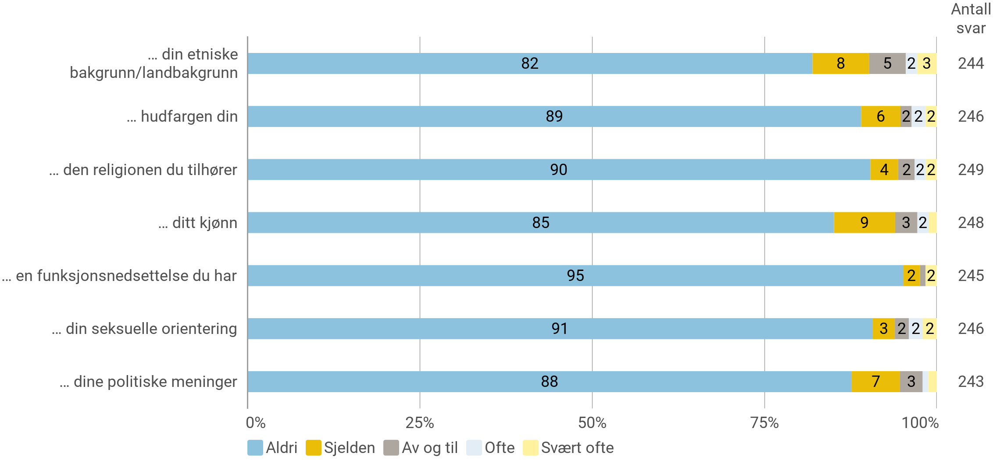 Antall
svar
... din etniske
bakgrunn/landbakgrunn
82 8 5 2 3 244
... hudfargen din 89 6 2 2 2 246
... den religionen du tilhører 90 4 2 2 2 249
... ditt kjønn 85 9 3 2 248
... en funksjonsnedsettelse du har 95 2 2 245
... din seksuelle orientering 91 3 2 2 2 246
... dine politiske meninger 88 7 3 243
0% 25% 50% 75% 100%
Aldri Sjelden Av og til Ofte Svært ofte